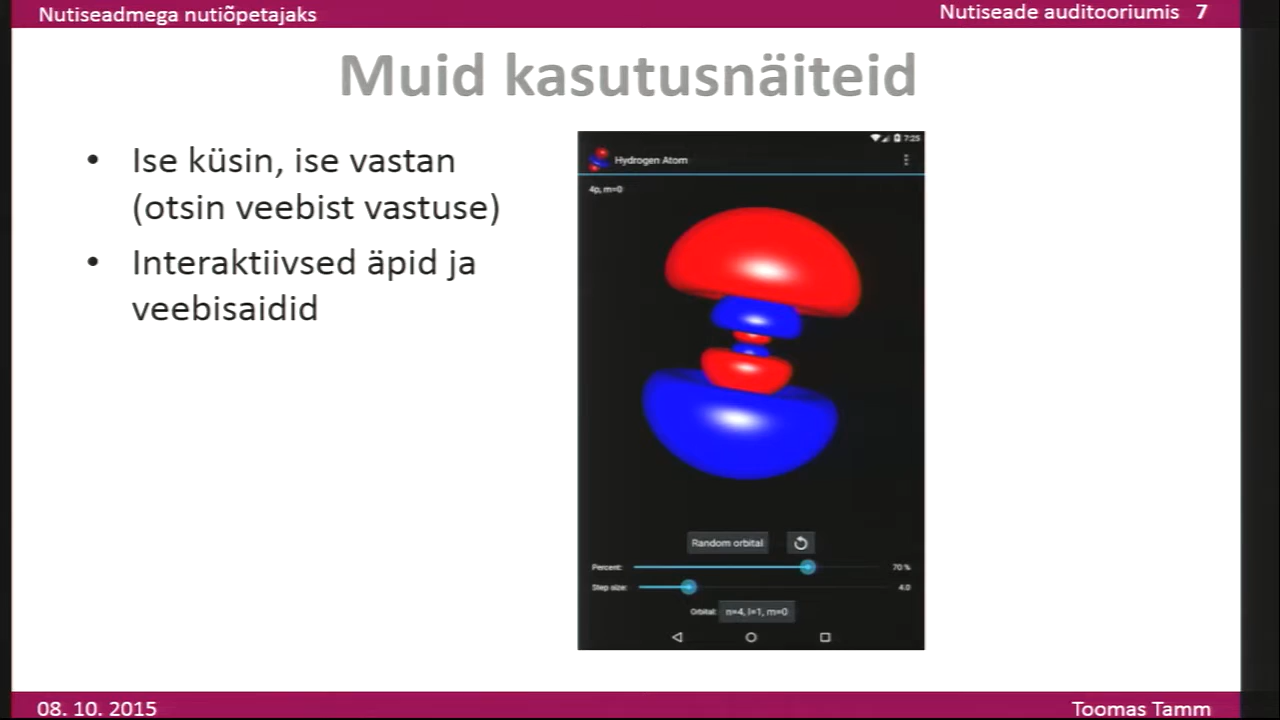 Nutiseadmega nutiõpetajaks
Nutiseade auditooriumis 7
Muid kasutusnäiteid
• Ise küsin, ise vastan
(otsin veebist vastuse)
• Interaktiivsed äpid ja
veebisaidid
7:25
Hydrogen Atom
4p, m=0
Random orbital
Percent: 70 %
Step size: 4.0
Orbital: n=4, l=1, m=0
08. 10. 2015
Toomas Tamm